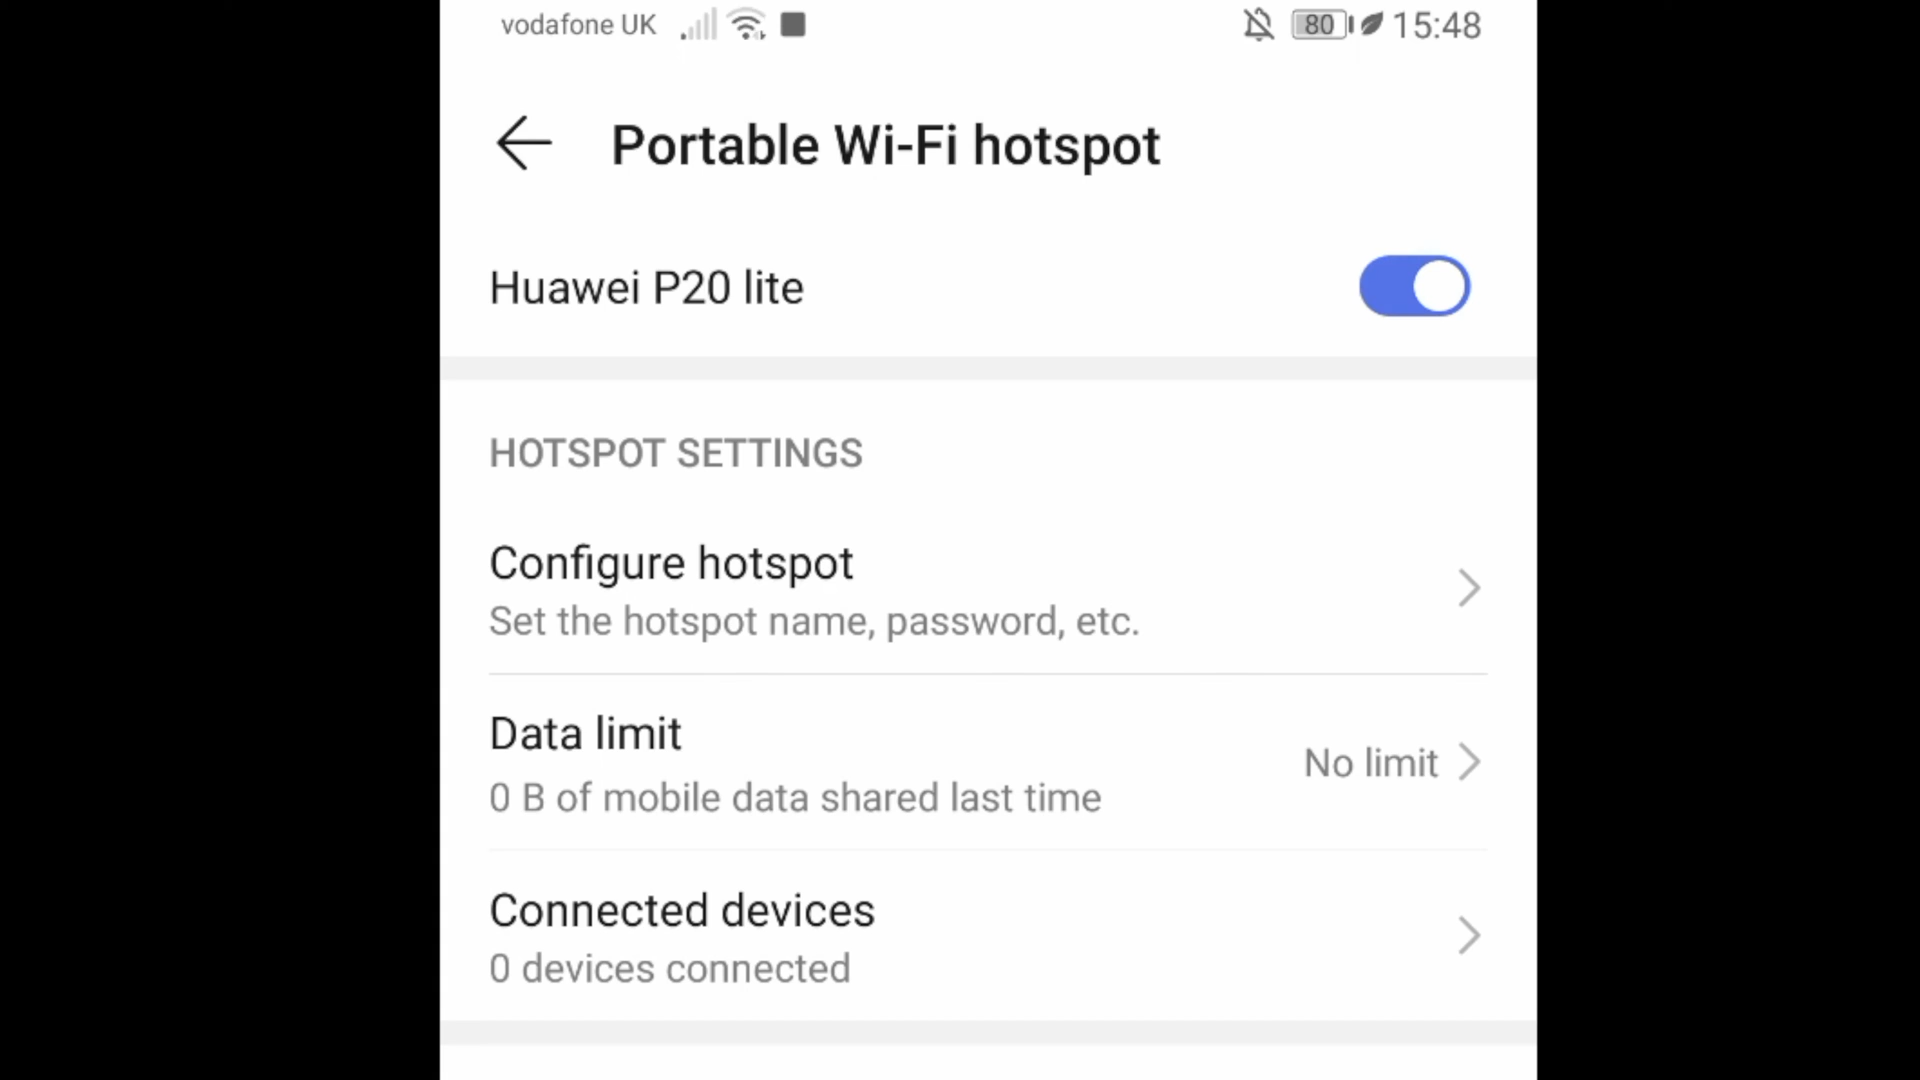 vodafone UK 80 15:48
Portable Wi-Fi hotspot
Huawei P20 lite
HOTSPOT SETTINGS
Configure hotspot
Set the hotspot name, password, etc.
Data limit
No limit
0 B of mobile data shared last time
Connected devices
0 devices connected